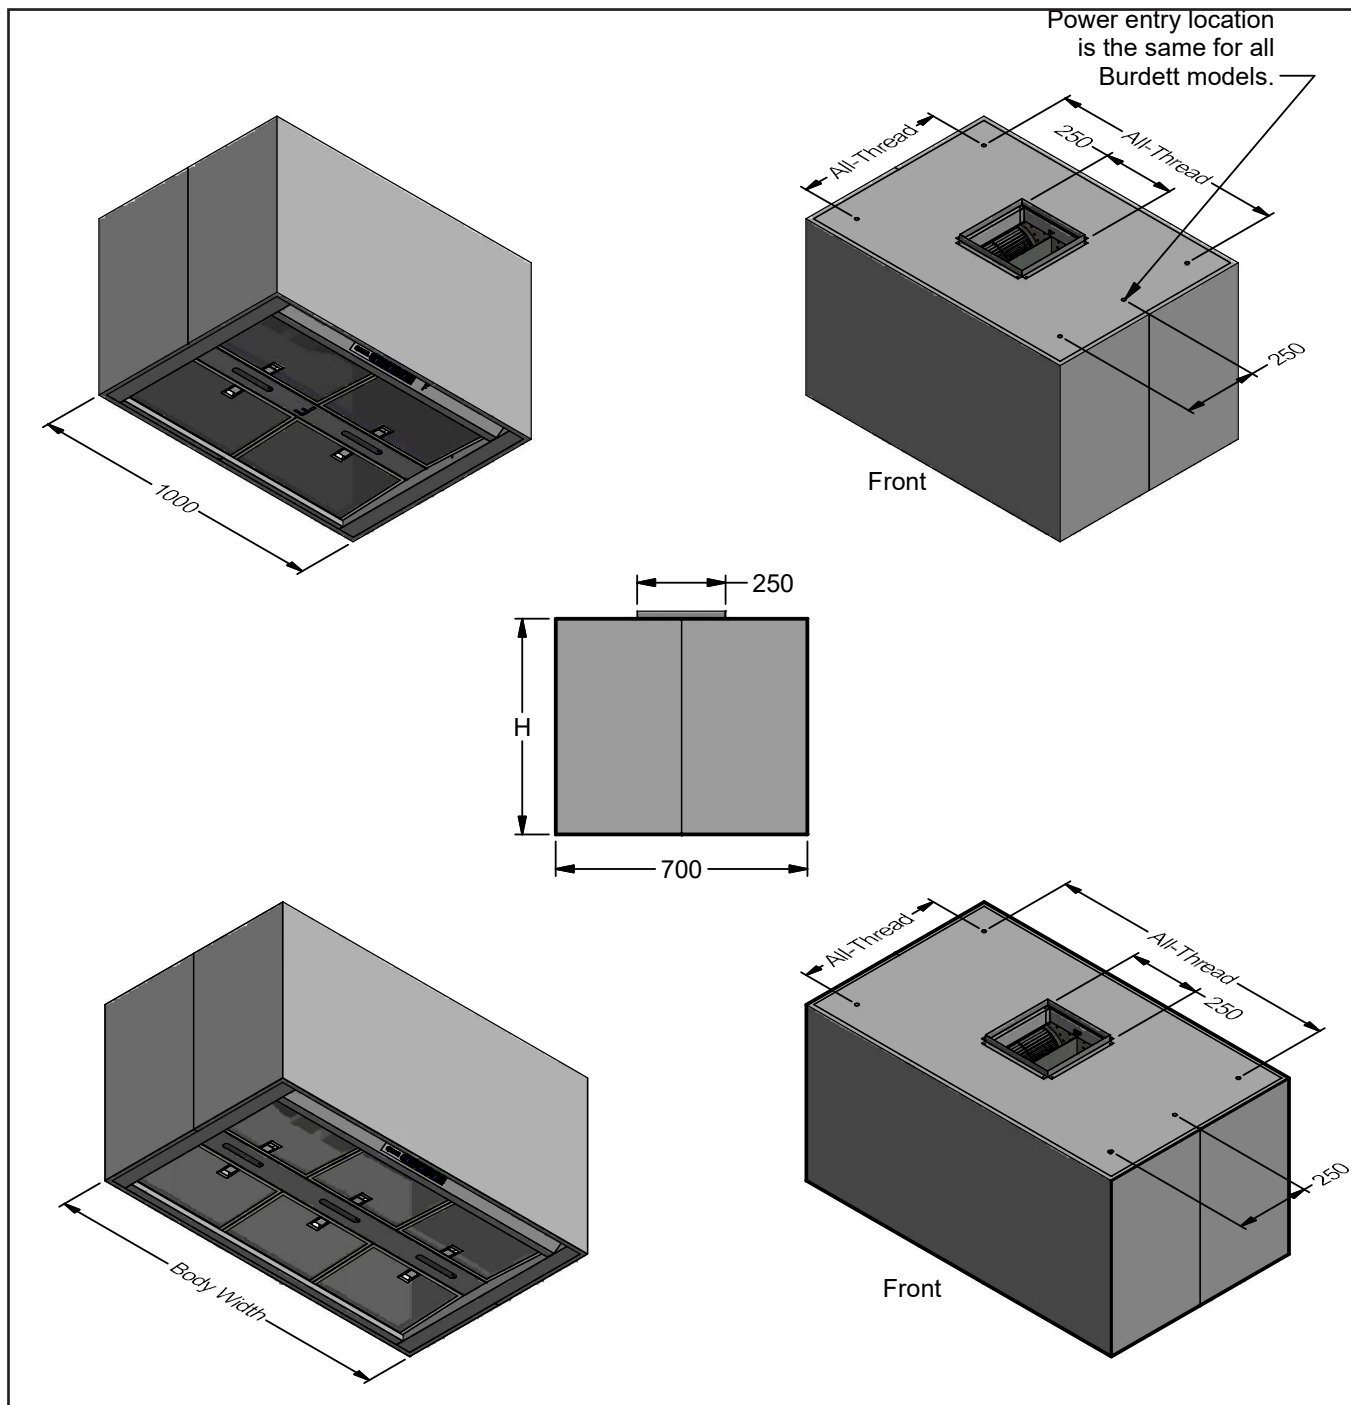 Power entry location
is the same for all
Burdett models.
All-Thread
250
All-Thread
250
Front
1000
250
H
700
All-Thread
All-Thread
250
250
Front
Body Width